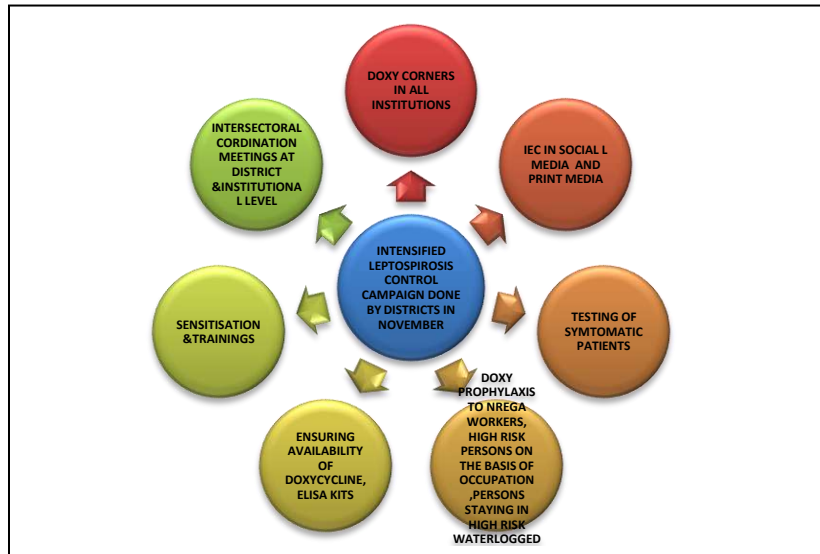 DOXY CORNERS
IN ALL
INSTITUTIONS
IEC IN SOCIAL L
MEDIA AND
PRINT MEDIA
TESTING OF
SYMTOMATIC
PATIENTS
DOXY
PROPHYLAXIS
TO NREGA
WORKERS,
HIGH RISK
PERSONS ON
THE BASIS OF
OCCUPATION
,PERSONS
STAYING IN
HIGH RISK
WATERLOGGED
ENSURING
AVAILABILITY
OF
DOXYCYCLINE,
ELISA KITS
SENSITISATION
&TRAININGS
INTERSECTORAL
CORDINATION
MEETINGS AT
DISTRICT
&INSTITUTIONA
L LEVEL
INTENSIFIED
LEPTOSPIROSIS
CONTROL
CAMPAIGN DONE
BY DISTRICTS IN
NOVEMBER